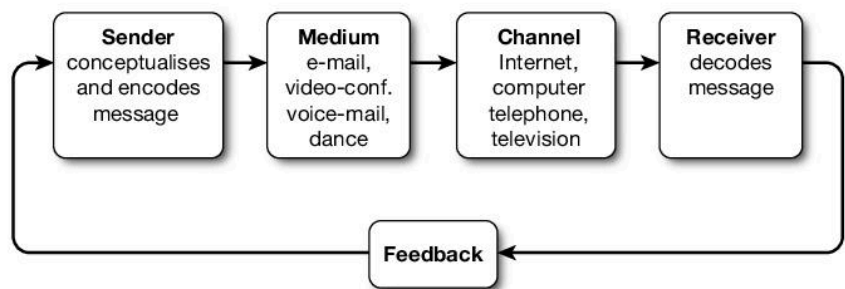 Sender
conceptualises
and encodes
message
Medium
e-mail,
video-conf.
voice-mail,
dance
Channel
Internet,
computer
telephone,
television
Receiver
decodes
message
Feedback